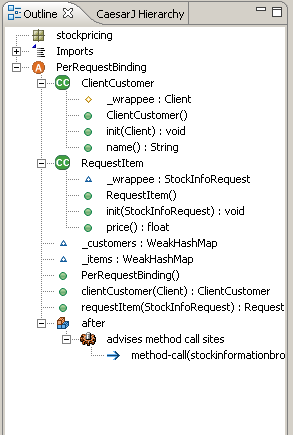 Outline CaesarJ Hierarchy
stockpricing
Imports
PerRequestBinding
ClientCustomer
_wrappee : Client
ClientCustomer()
init(Client) : void
name() : String
RequestItem
_wrappee : StockInfoRequest
RequestItem()
init(StockInfoRequest) : void
price() : float
_customers : WeakHashMap
_items : WeakHashMap
PerRequestBinding()
clientCustomer(Client) : ClientCustomer
requestItem(StockInfoRequest) : Request
after
advises method call sites
method-call(stockinformationbro